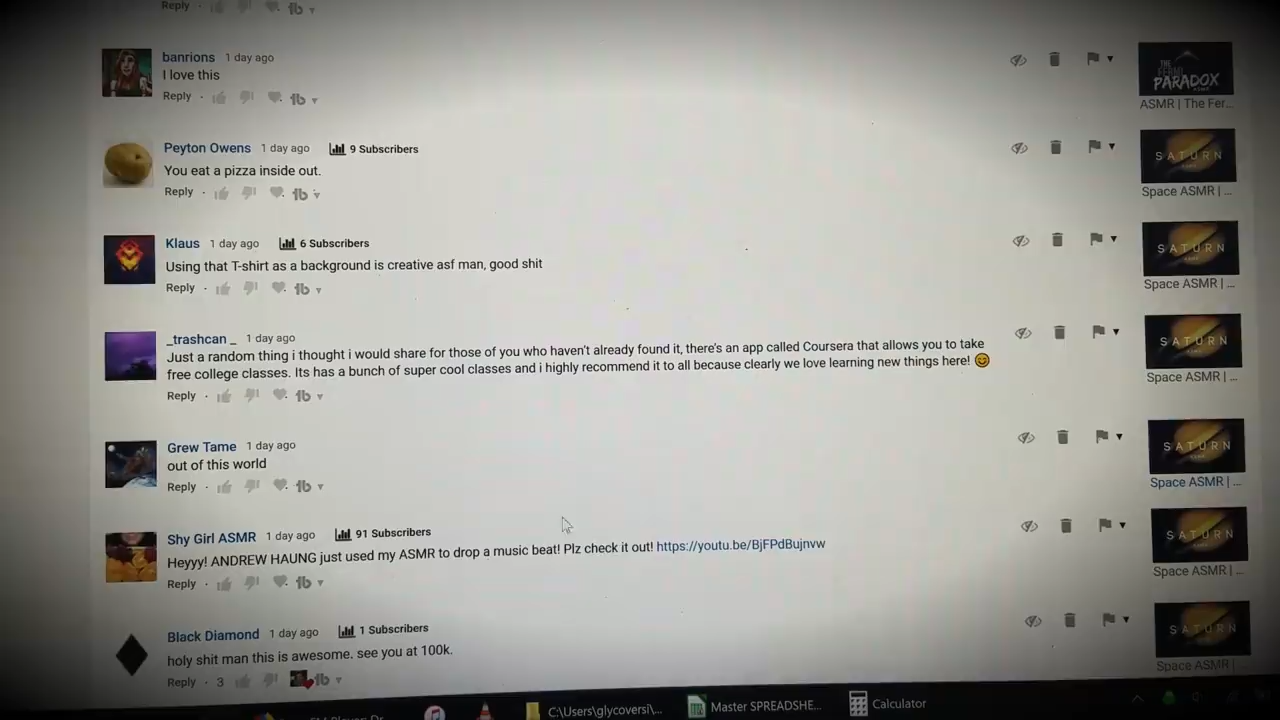 Reply
banrions 1 day ago
I love this
Reply
THE FERMI PARADOX
ASMR | The Fer...
Peyton Owens 1 day ago 9 Subscribers
You eat a pizza inside out.
Reply
SATURN
Space ASMR | ...
Klaus 1 day ago 6 Subscribers
Using that T-shirt as a background is creative asf man, good shit
Reply
SATURN
Space ASMR | ...
_trashcan _ 1 day ago
Just a random thing i thought i would share for those of you who haven't already found it, there's an app called Coursera that allows you to take
free college classes. Its has a bunch of super cool classes and i highly recommend it to all because clearly we love learning new things here!
Reply
SATURN
Space ASMR | ...
Grew Tame 1 day ago
out of this world
Reply
SATURN
Space ASMR | ...
Shy Girl ASMR 1 day ago 91 Subscribers
Heyyy! ANDREW HAUNG just used my ASMR to drop a music beat! Plz check it out! https://youtu.be/BjFPdBujnvw
Reply
SATURN
Space ASMR | ...
Black Diamond 1 day ago 1 Subscribers
holy shit man this is awesome. see you at 100k.
Reply · 3
SATURN
Space ASMR | ...
C:\Users\glycoversi\... Master SPREADSHE... Calculator